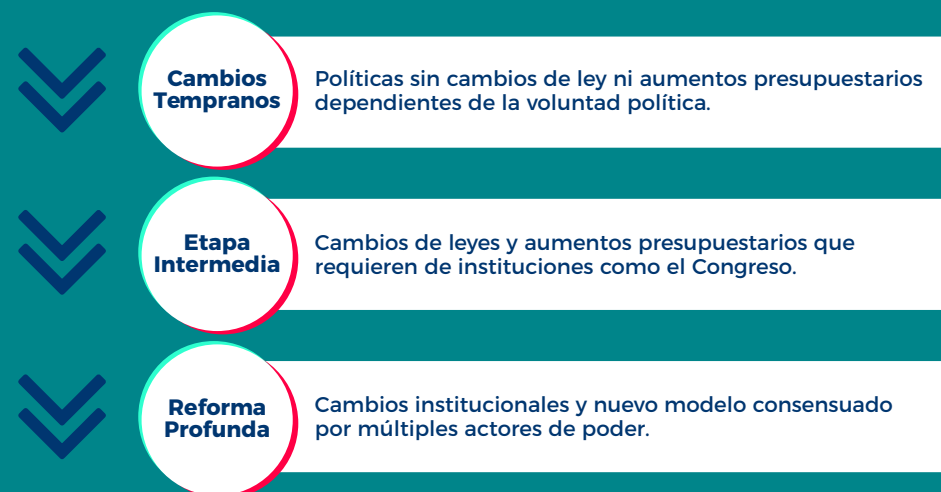 Cambios
Tempranos
Políticas sin cambios de ley ni aumentos presupuestarios
dependientes de la voluntad política.
Etapa
Intermedia
Cambios de leyes y aumentos presupuestarios que
requieren de instituciones como el Congreso.
Reforma
Profunda
Cambios institucionales y nuevo modelo consensuado
por múltiples actores de poder.